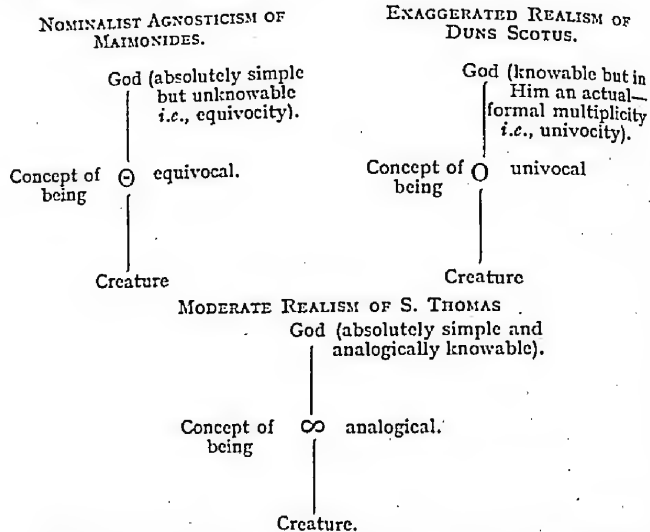 NOMINALIST AGNOSTICISM OF
MAIMONIDES.
God (absolutely simple
but unknowable
i.e., equivocity).
Concept of Θ equivocal.
being
Creature
EXAGGERATED REALISM OF
DUNS SCOTUS.
God (knowable but in
Him an actual—
formal multiplicity
i.e., univocity).
Concept of O univocal
being
Creature
MODERATE REALISM OF S. THOMAS
God (absolutely simple and
analogically knowable).
Concept of ∞ analogical.
being
Creature.